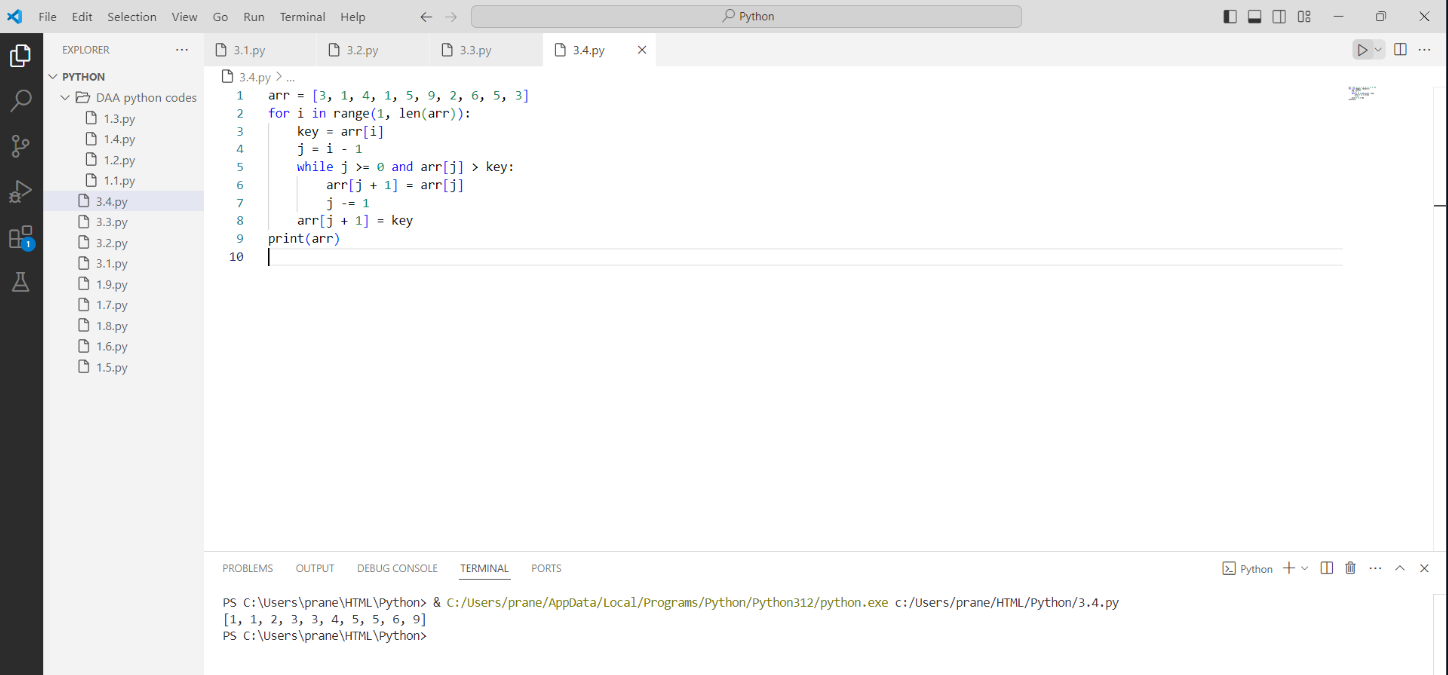 File Edit Selection View Go Run Terminal Help
Python
EXPLORER
PYTHON
DAA python codes
1.3.py
1.4.py
1.2.py
1.1.py
3.4.py
3.3.py
3.2.py
3.1.py
1.9.py
1.7.py
1.8.py
1.6.py
1.5.py
1
3.1.py 3.2.py 3.3.py 3.4.py
3.4.py > ...
1 arr = [3, 1, 4, 1, 5, 9, 2, 6, 5, 3]
2 for i in range(1, len(arr)):
3     key = arr[i]
4     j = i - 1
5     while j >= 0 and arr[j] > key:
6         arr[j + 1] = arr[j]
7         j -= 1
8     arr[j + 1] = key
9 print(arr)
10
PROBLEMS OUTPUT DEBUG CONSOLE TERMINAL PORTS
Python
PS C:\Users\prane\HTML\Python> & C:/Users/prane/AppData/Local/Programs/Python/Python312/python.exe c:/Users/prane/HTML/Python/3.4.py
[1, 1, 2, 3, 3, 4, 5, 5, 6, 9]
PS C:\Users\prane\HTML\Python>